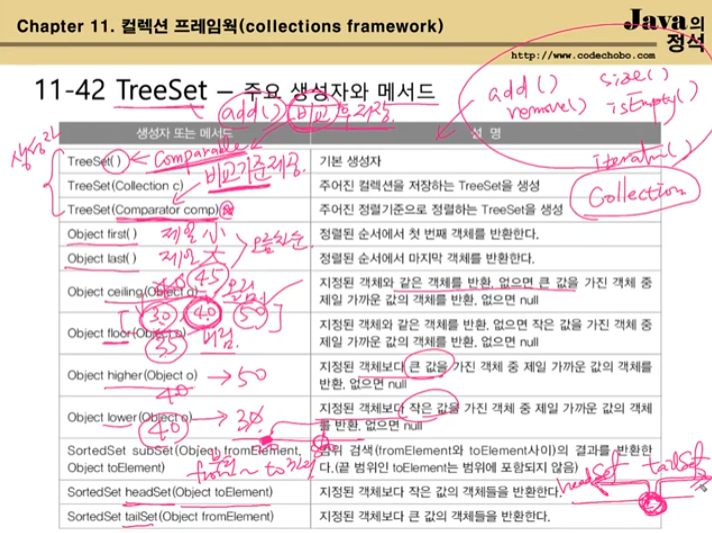 Chapter 11. 컬렉션 프레임웍(collections framework)
Java의 정석
http://www.codechobo.com
11-42 TreeSet – 주요 생성자와 메서드
add() size()
remove() isEmpty()
iterator()
Collection
add() 비교 후 저장
생성자
생성자 또는 메서드 설 명
TreeSet() 기본 생성자
Comparable
비교기준제공.
TreeSet(Collection c) 주어진 컬렉션을 저장하는 TreeSet을 생성
TreeSet(Comparator comp) 주어진 정렬기준으로 정렬하는 TreeSet을 생성
Object first() 정렬된 순서에서 첫 번째 객체를 반환한다.
제일 小
오름차순
Object last() 정렬된 순서에서 마지막 객체를 반환한다.
제일 大
45
올림
Object ceiling(Object o) 지정된 객체와 같은 객체를 반환. 없으면 큰 값을 가진 객체 중
제일 가까운 값의 객체를 반환. 없으면 null
[30 40 50]
Object floor(Object o) 지정된 객체와 같은 객체를 반환. 없으면 작은 값을 가진 객체 중
제일 가까운 값의 객체를 반환. 없으면 null
35 버림.
Object higher(Object o) 지정된 객체보다 큰 값을 가진 객체 중 제일 가까운 값의 객체를
반환. 없으면 null
→ 50
40
Object lower(Object o) 지정된 객체보다 작은 값을 가진 객체 중 제일 가까운 값의 객체
를 반환. 없으면 null
→ 30
40
SortedSet subSet(Object fromElement, Object toElement) 범위 검색(fromElement와 toElement사이)의 결과를 반환한
다.(끝 범위인 toElement는 범위에 포함되지 않음)
from부터 ~ to
headSet tailSet
SortedSet headSet(Object toElement) 지정된 객체보다 작은 값의 객체들을 반환한다.
SortedSet tailSet(Object fromElement) 지정된 객체보다 큰 값의 객체들을 반환한다.